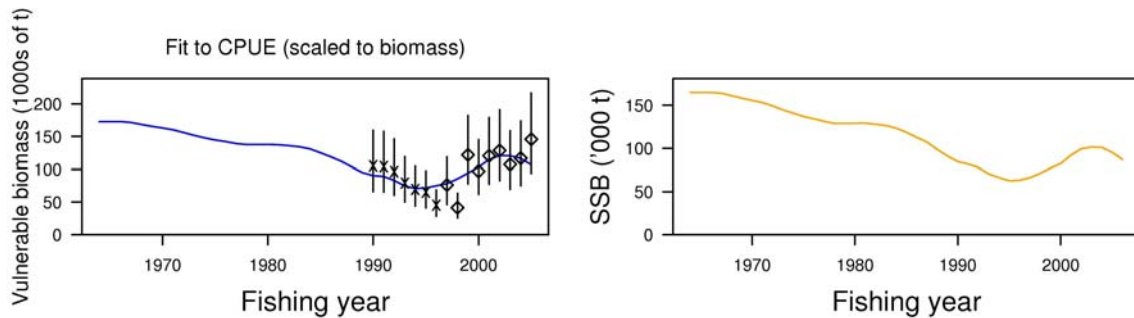 Fit to CPUE (scaled to biomass)
Vulnerable biomass (1000s of t)
200
150
100
50
0
1970 1980 1990 2000
Fishing year
SSB ('000 t)
150
100
50
0
1970 1980 1990 2000
Fishing year